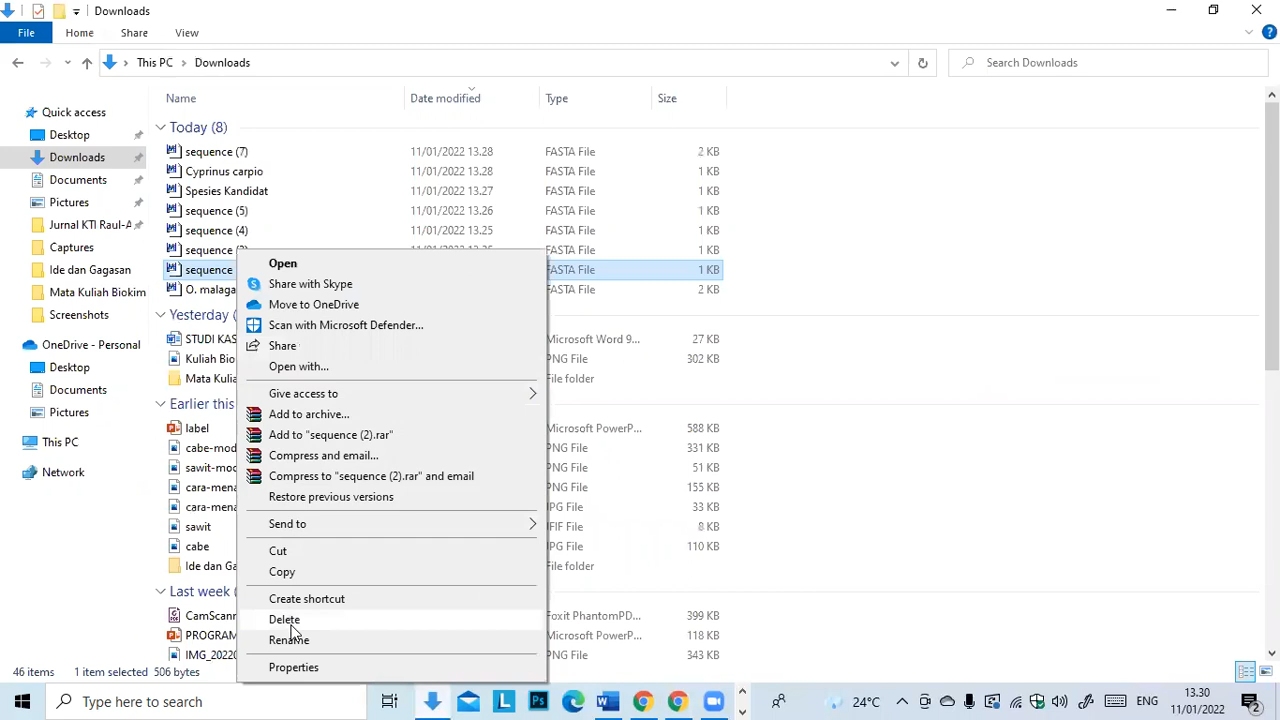 Downloads
File Home Share View
This PC Downloads Search Downloads
Name Date modified Type Size
Quick access
Desktop
Downloads
Documents
Pictures
Jurnal KTI Raul-A
Captures
Ide dan Gagasan
Mata Kuliah Biokim
Screenshots
OneDrive - Personal
Desktop
Documents
Pictures
This PC
Network
Today (8)
sequence (7) 11/01/2022 13.28 FASTA File 2 KB
Cyprinus carpio 11/01/2022 13.28 FASTA File 1 KB
Spesies Kandidat 11/01/2022 13.27 FASTA File 1 KB
sequence (5) 11/01/2022 13.26 FASTA File 1 KB
sequence (4) 11/01/2022 13.25 FASTA File 1 KB
sequence FASTA File 1 KB
sequence FASTA File 1 KB
O. malaga FASTA File 2 KB
Yesterday
STUDI KAS Microsoft Word 9... 27 KB
Kuliah Bio PNG File 302 KB
Mata Kulia File folder
Earlier this
label Microsoft PowerP... 588 KB
cabe-mod PNG File 331 KB
sawit-mod PNG File 51 KB
cara-mena PNG File 155 KB
cara-mena JPG File 33 KB
sawit JFIF File 8 KB
cabe JPG File 110 KB
Ide dan Ga File folder
Last week
CamScann Foxit PhantomPD... 399 KB
PROGRAM Microsoft PowerP... 118 KB
IMG_2022 PNG File 343 KB
Open
Share with Skype
Move to OneDrive
Scan with Microsoft Defender...
Share
Open with...
Give access to
Add to archive...
Add to "sequence (2).rar"
Compress and email...
Compress to "sequence (2).rar" and email
Restore previous versions
Send to
Cut
Copy
Create shortcut
Delete
Rename
Properties
46 items 1 item selected 506 bytes
Type here to search 24°C ENG 13.30
11/01/2022 2